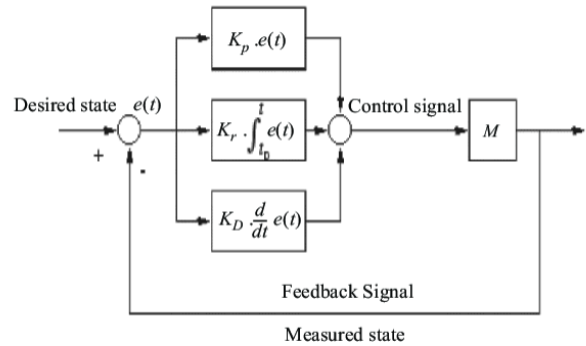 K_p .e(t)
Desired state e(t)
Control signal
K_r . ∫_{t_0}^{t} e(t)
M
+
-
K_D . d/dt e(t)
Feedback Signal
Measured state